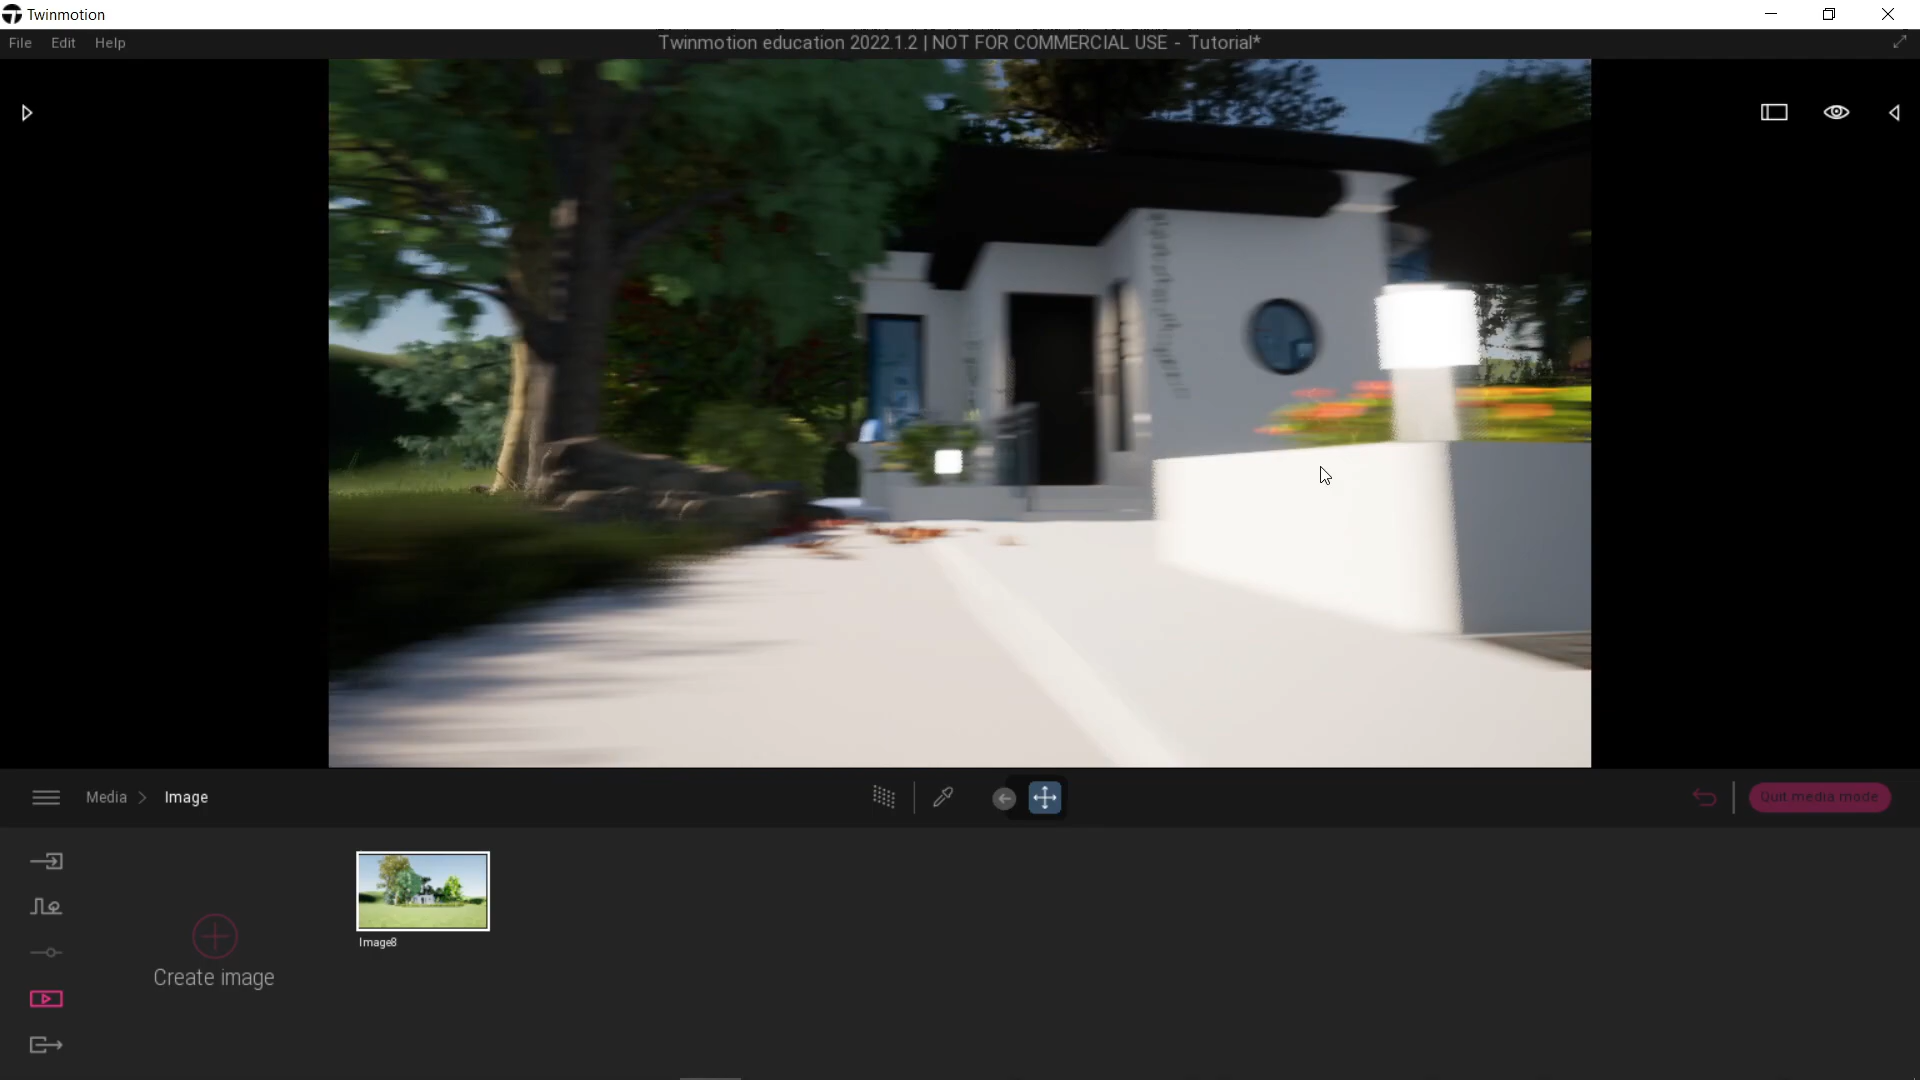 Twinmotion
File Edit Help
Twinmotion education 2022.1.2 | NOT FOR COMMERCIAL USE - Tutorial*
Media > Image
Quit media mode
Image8
Create image